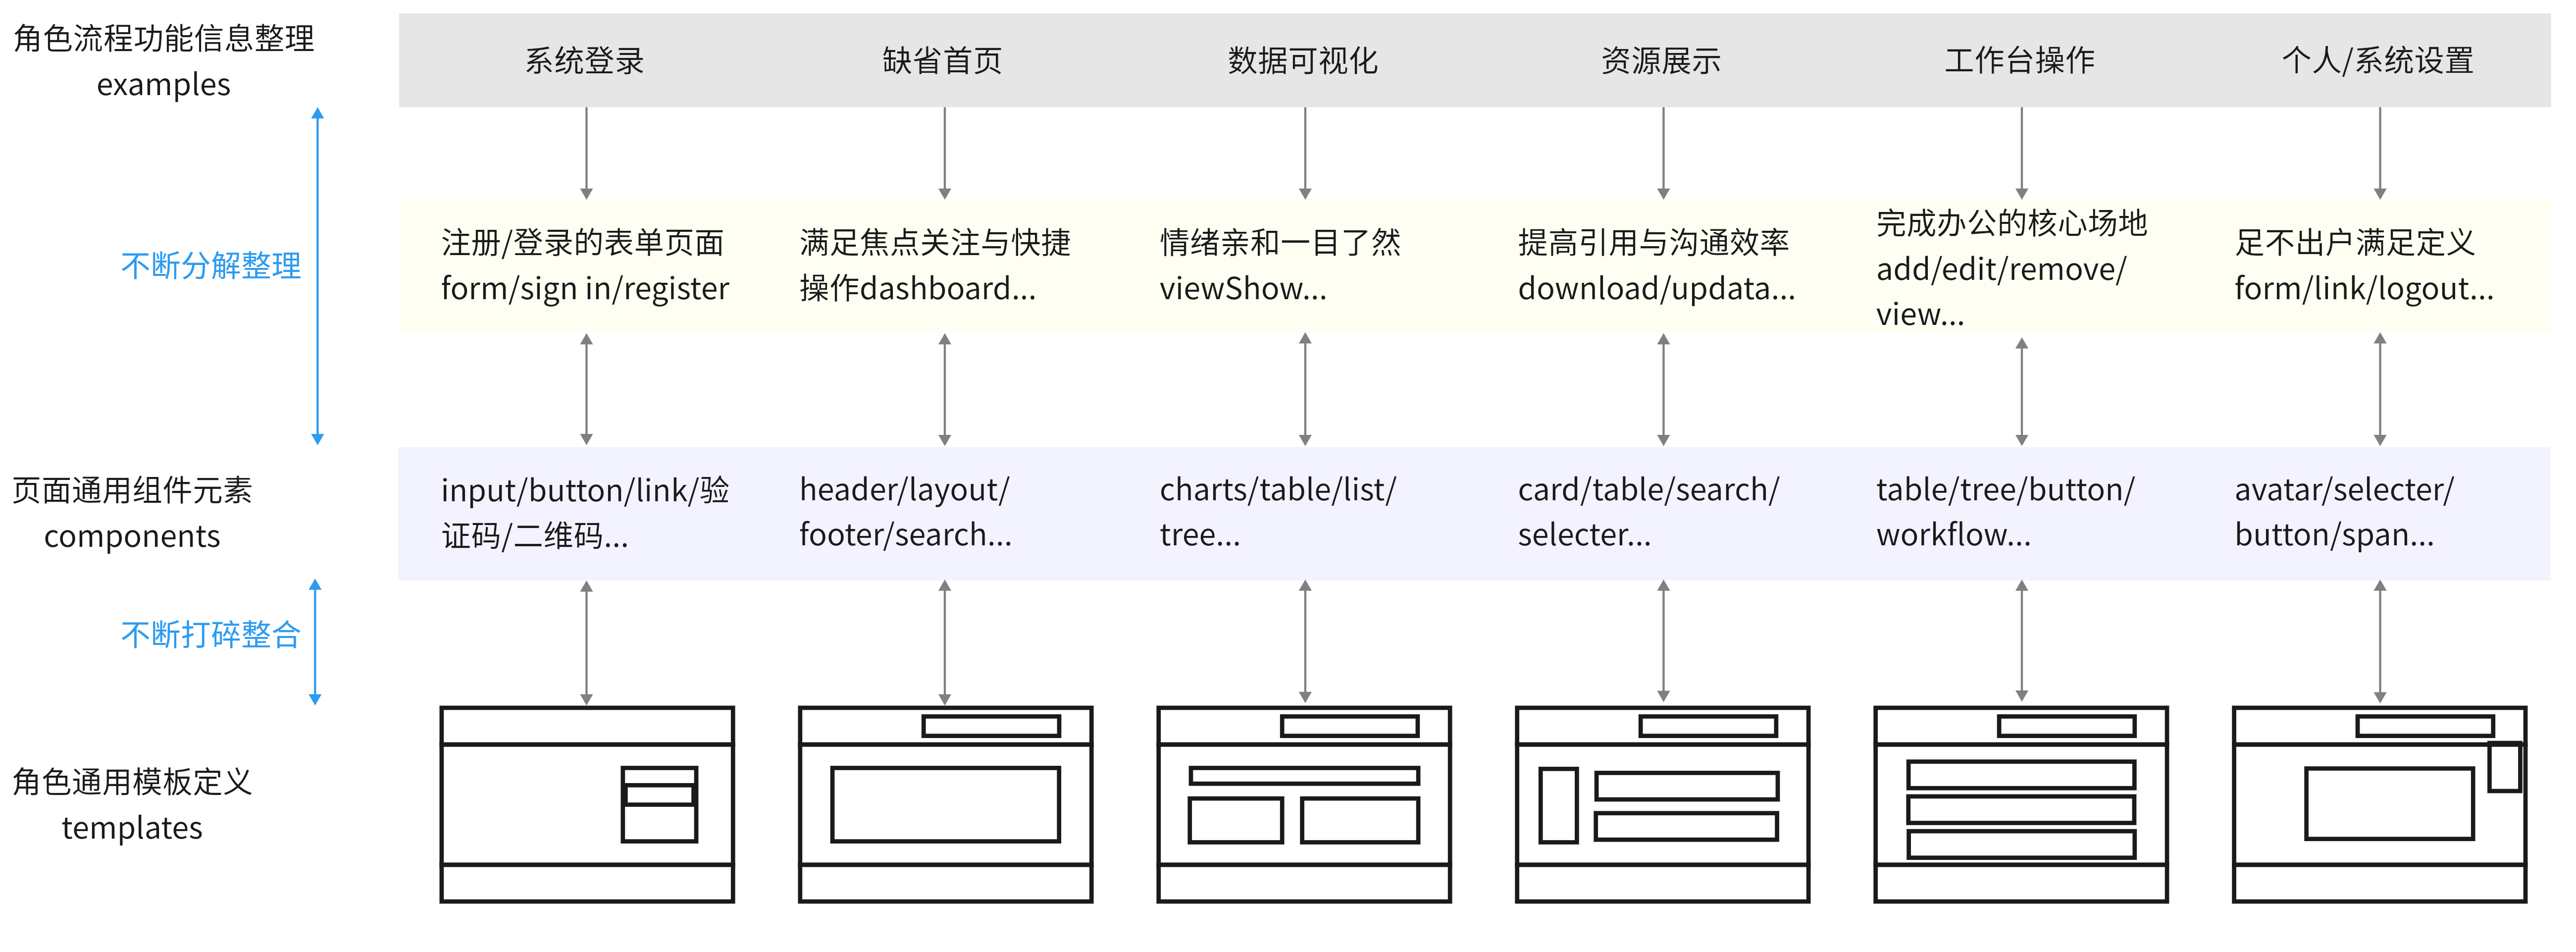 角色流程功能信息整理
examples
系统登录
缺省首页
数据可视化
资源展示
工作台操作
个人/系统设置
不断分解整理
注册/登录的表单页面
form/sign in/register
满足焦点关注与快捷
操作dashboard...
情绪亲和一目了然
viewShow...
提高引用与沟通效率
download/updata...
完成办公的核心场地
add/edit/remove/
view...
足不出户满足定义
form/link/logout...
页面通用组件元素
components
input/button/link/验
证码/二维码...
header/layout/
footer/search...
charts/table/list/
tree...
card/table/search/
selecter...
table/tree/button/
workflow...
avatar/selecter/
button/span...
不断打碎整合
角色通用模板定义
templates